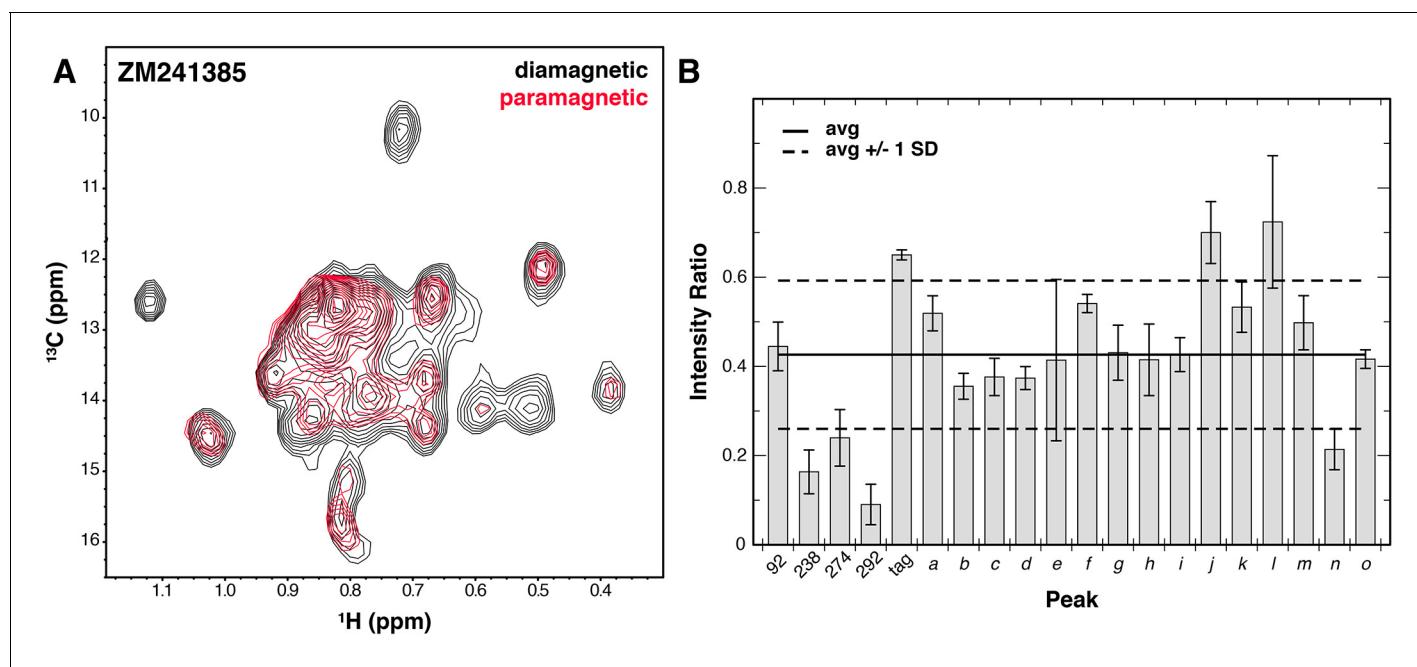 A
ZM241385
diamagnetic
paramagnetic
10
11
12
13
14
15
16
¹³C (ppm)
1.1 1.0 0.9 0.8 0.7 0.6 0.5 0.4
¹H (ppm)
B
avg
avg +/- 1 SD
0.8
0.6
0.4
0.2
0
Intensity Ratio
92 238 274 292 tag a b c d e f g h i j k l m n o
Peak